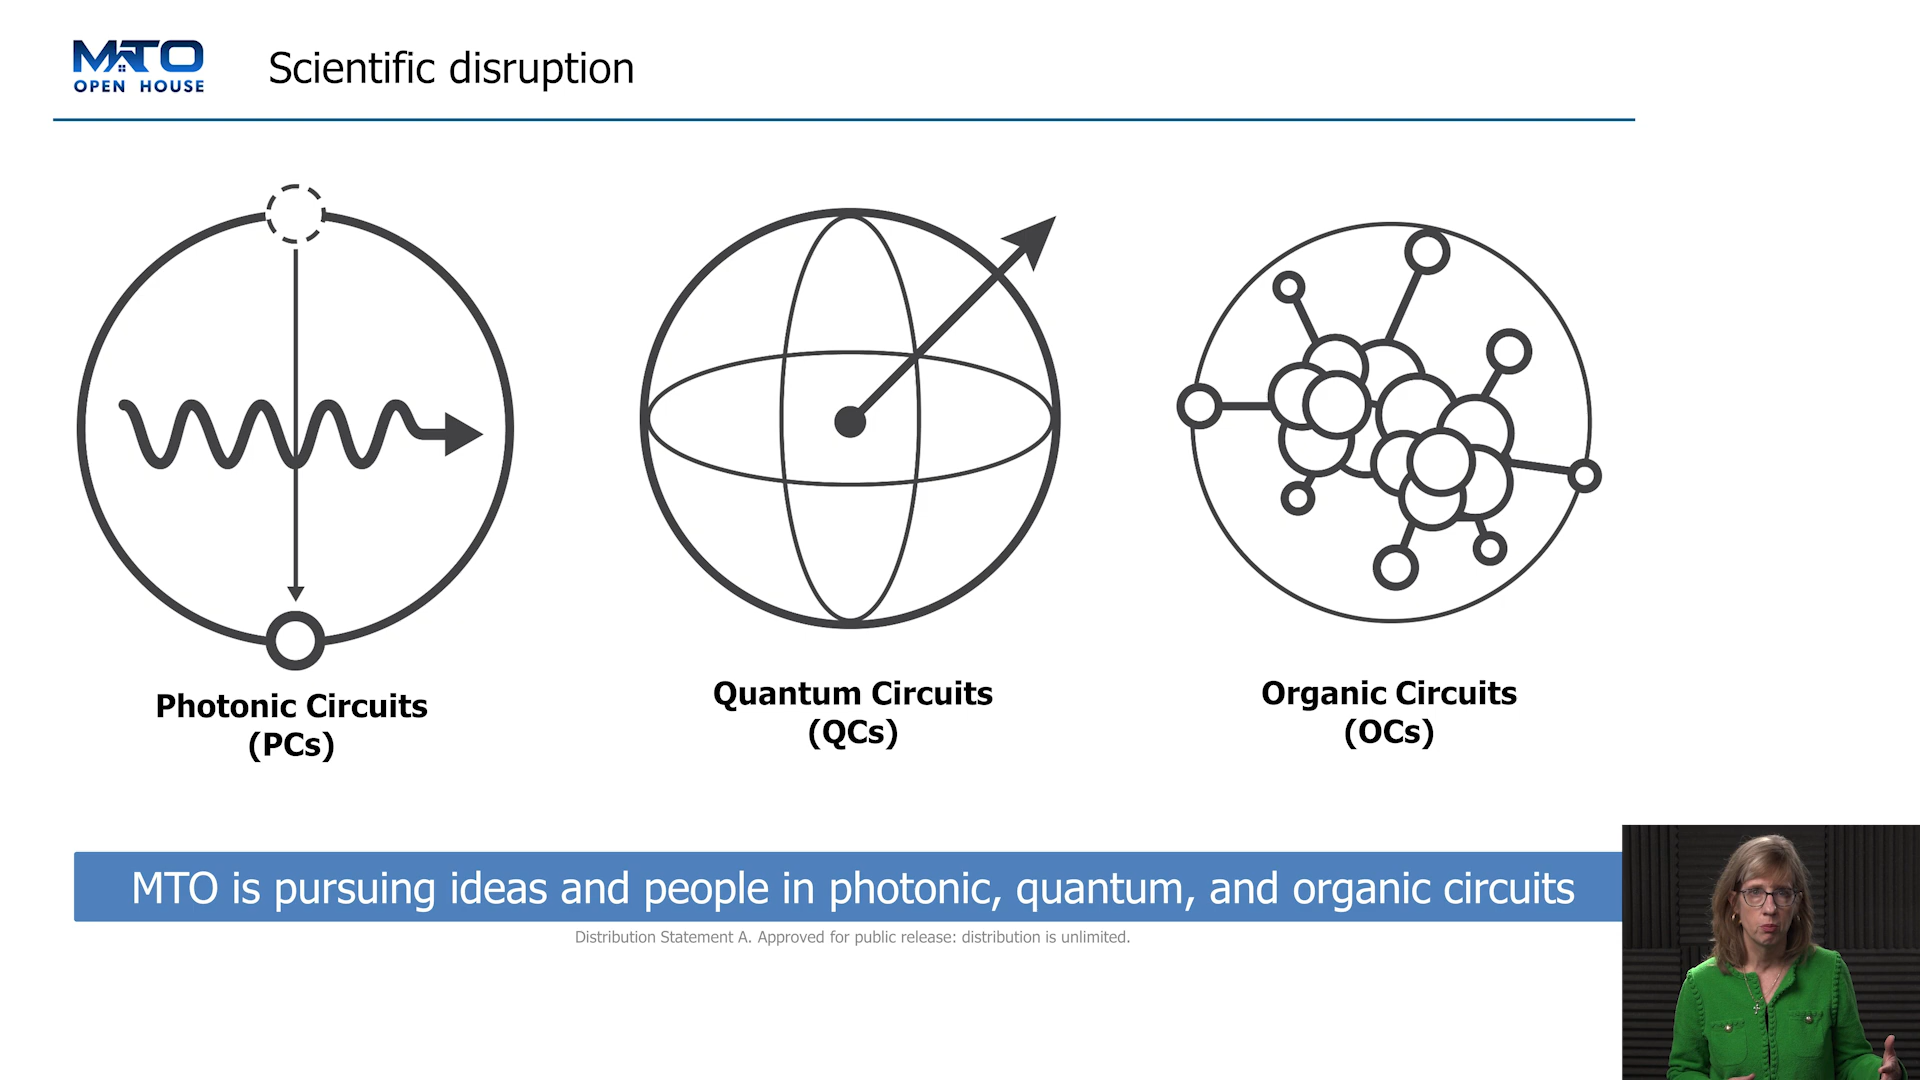 MTO
OPEN HOUSE
Scientific disruption
Photonic Circuits
(PCs)
Quantum Circuits
(QCs)
Organic Circuits
(OCs)
MTO is pursuing ideas and people in photonic, quantum, and organic circuits
Distribution Statement A. Approved for public release: distribution is unlimited.